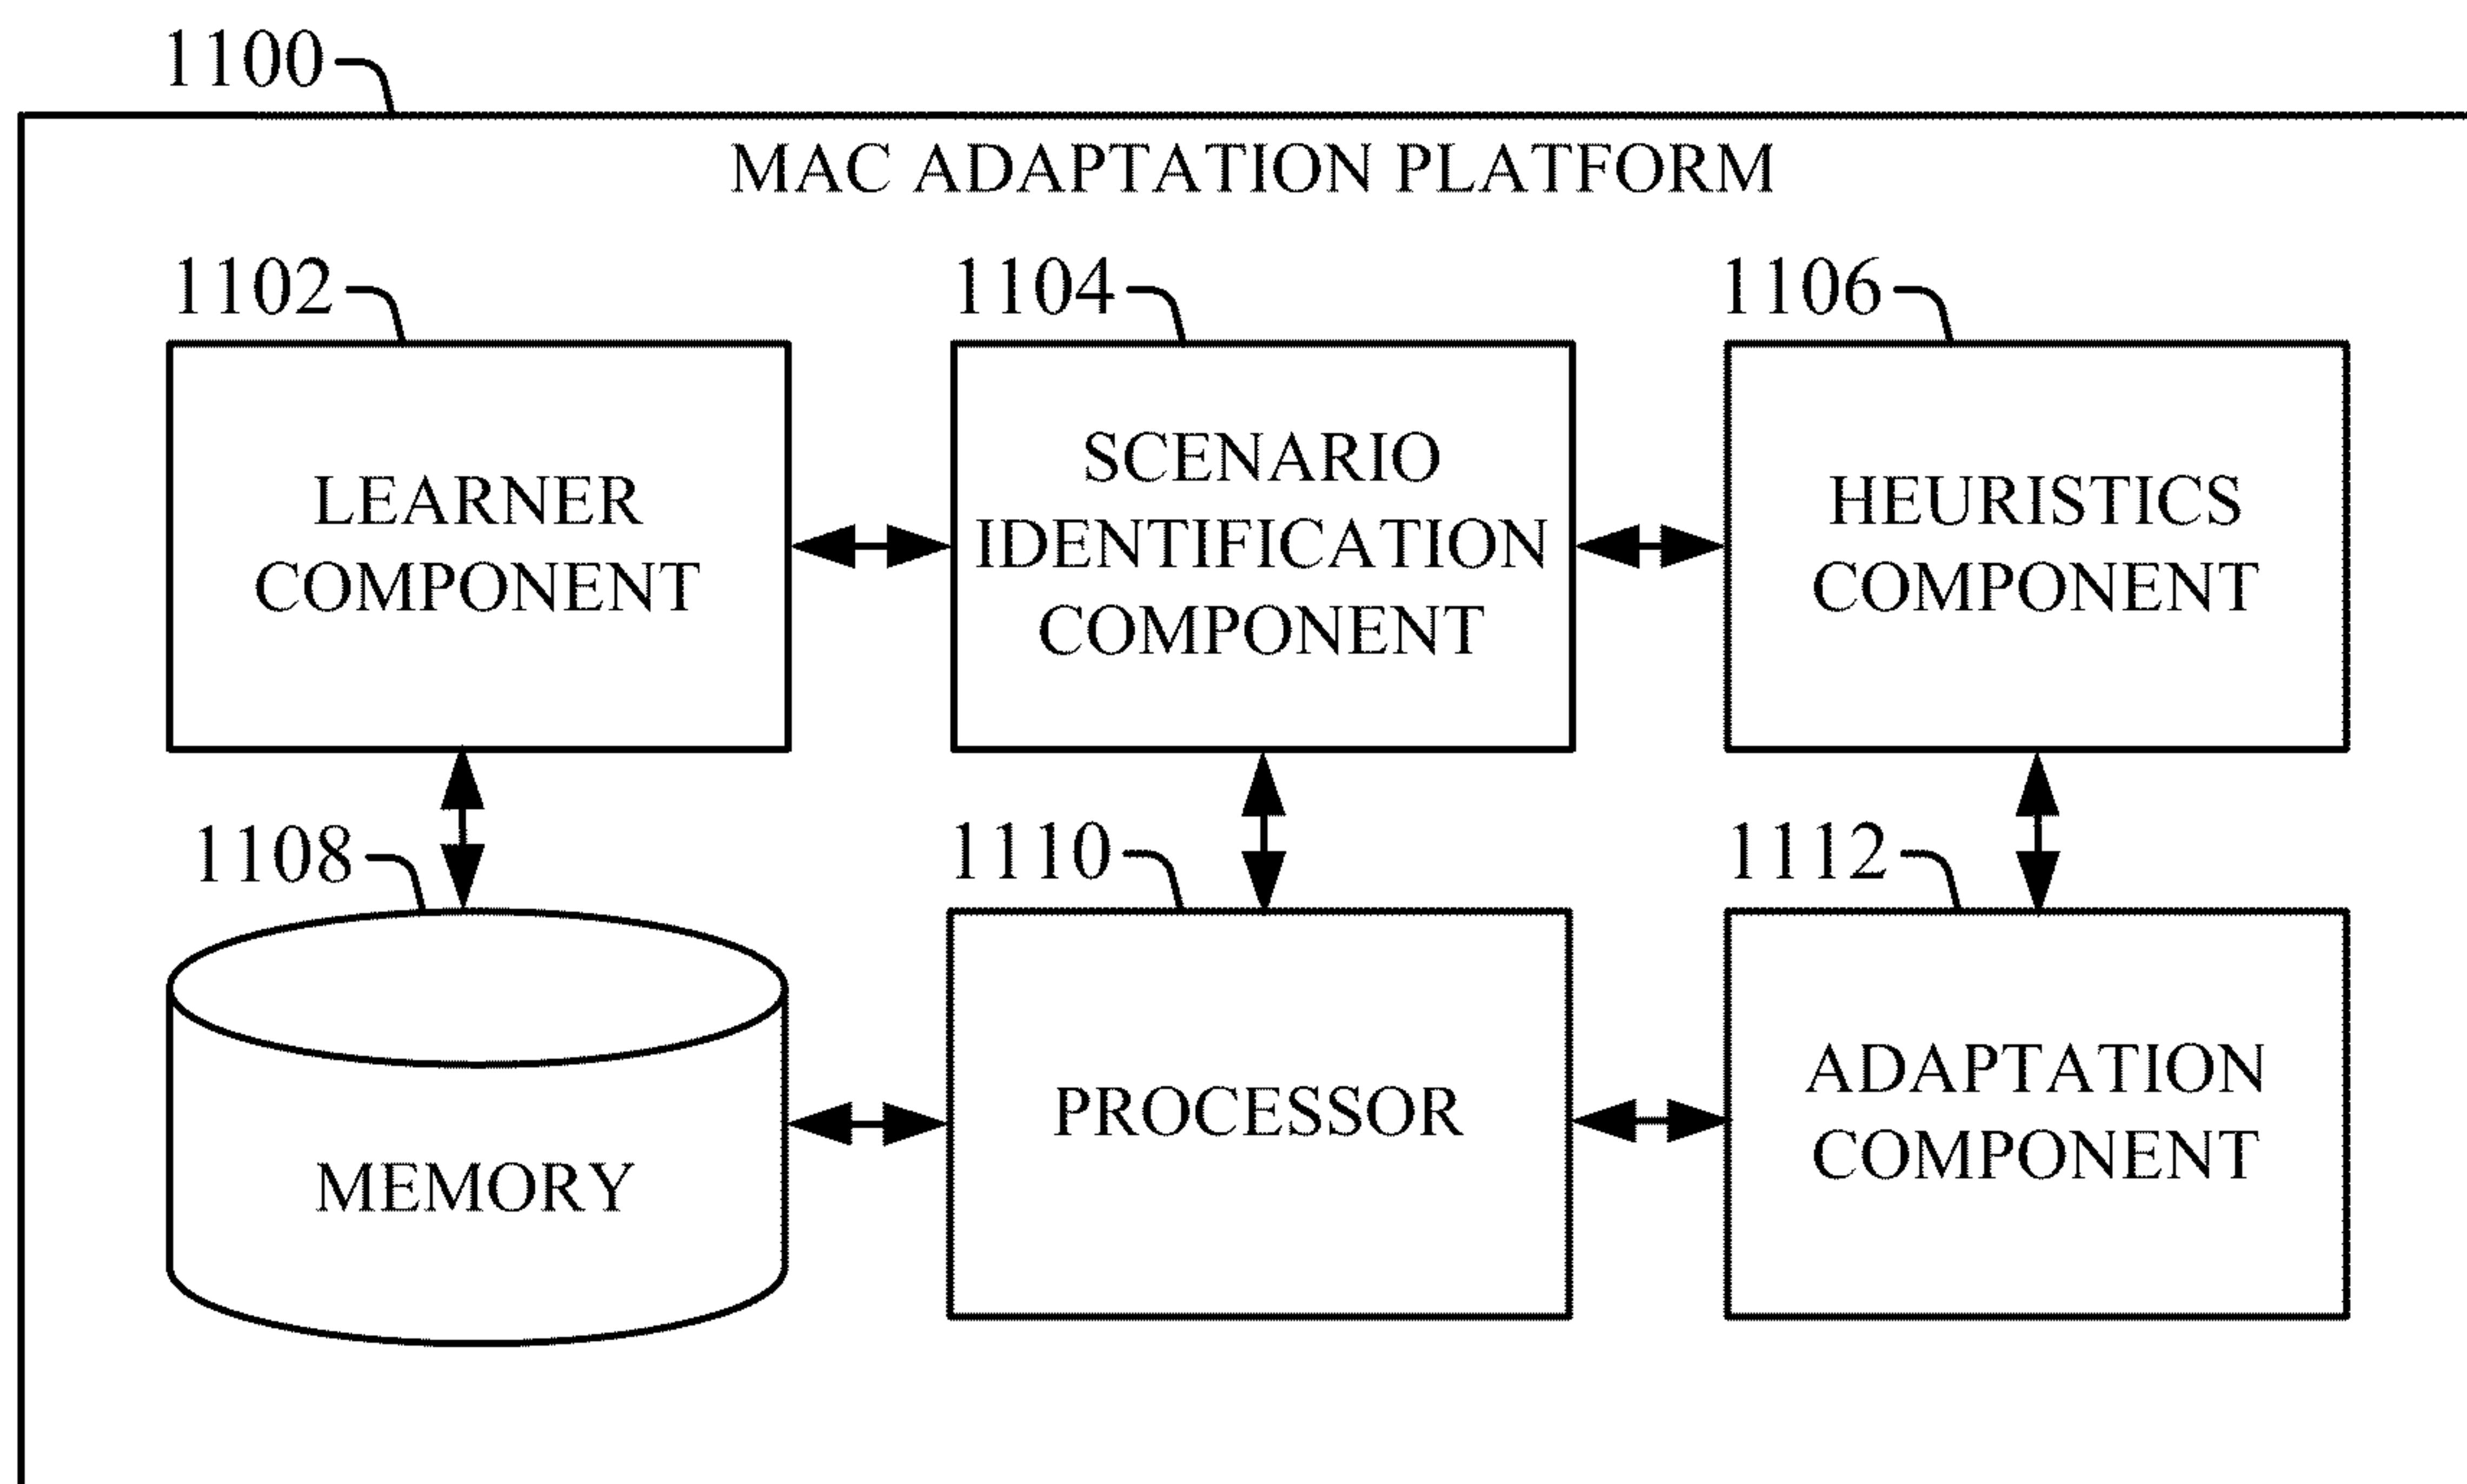 1100
MAC ADAPTATION PLATFORM
1102
1104
1106
LEARNER
COMPONENT
SCENARIO
IDENTIFICATION
COMPONENT
HEURISTICS
COMPONENT
1108
1110
1112
MEMORY
PROCESSOR
ADAPTATION
COMPONENT